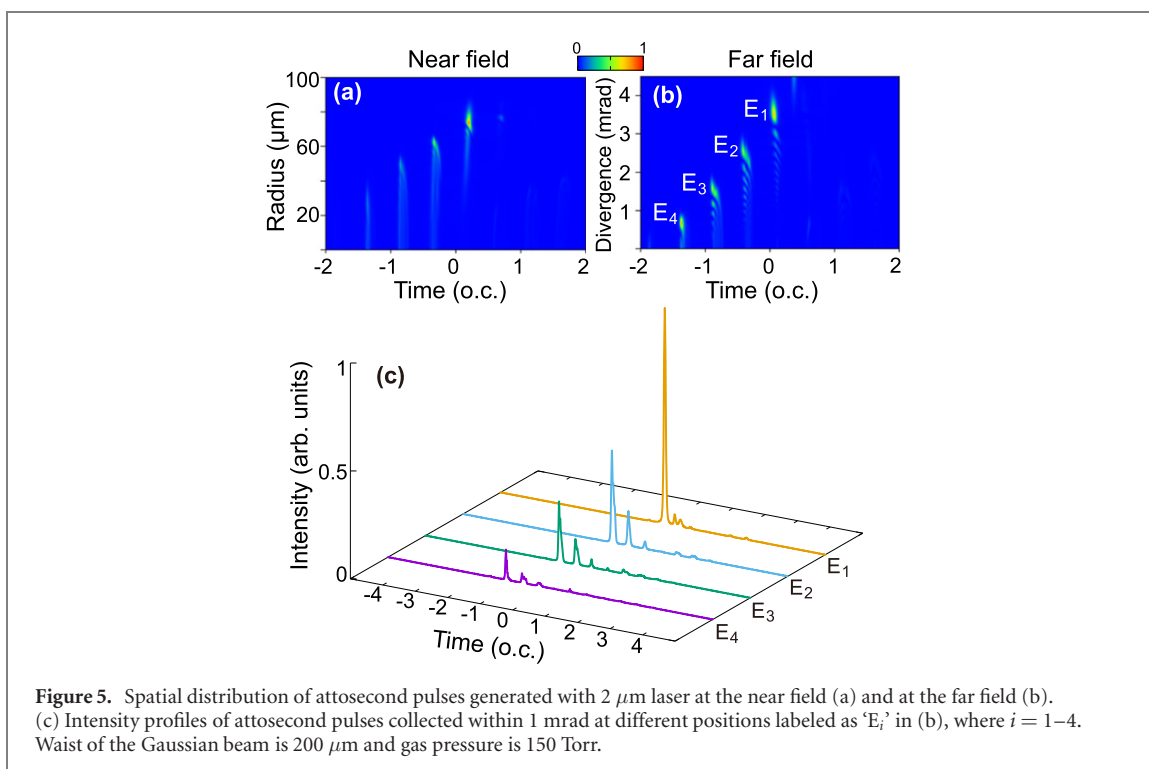 Near field
0 1
Far field
(a)
100
60
20
Radius (μm)
-2 -1 0 1 2
Time (o.c.)
(b)
4
3
2
1
Divergence (mrad)
E1
E2
E3
E4
-2 -1 0 1 2
Time (o.c.)
(c)
1
0.5
0
Intensity (arb. units)
-4 -3 -2 -1 0 1 2 3 4
Time (o.c.)
E1
E2
E3
E4
Figure 5. Spatial distribution of attosecond pulses generated with 2 μm laser at the near field (a) and at the far field (b).
(c) Intensity profiles of attosecond pulses collected within 1 mrad at different positions labeled as ‘Ei’ in (b), where i = 1–4.
Waist of the Gaussian beam is 200 μm and gas pressure is 150 Torr.